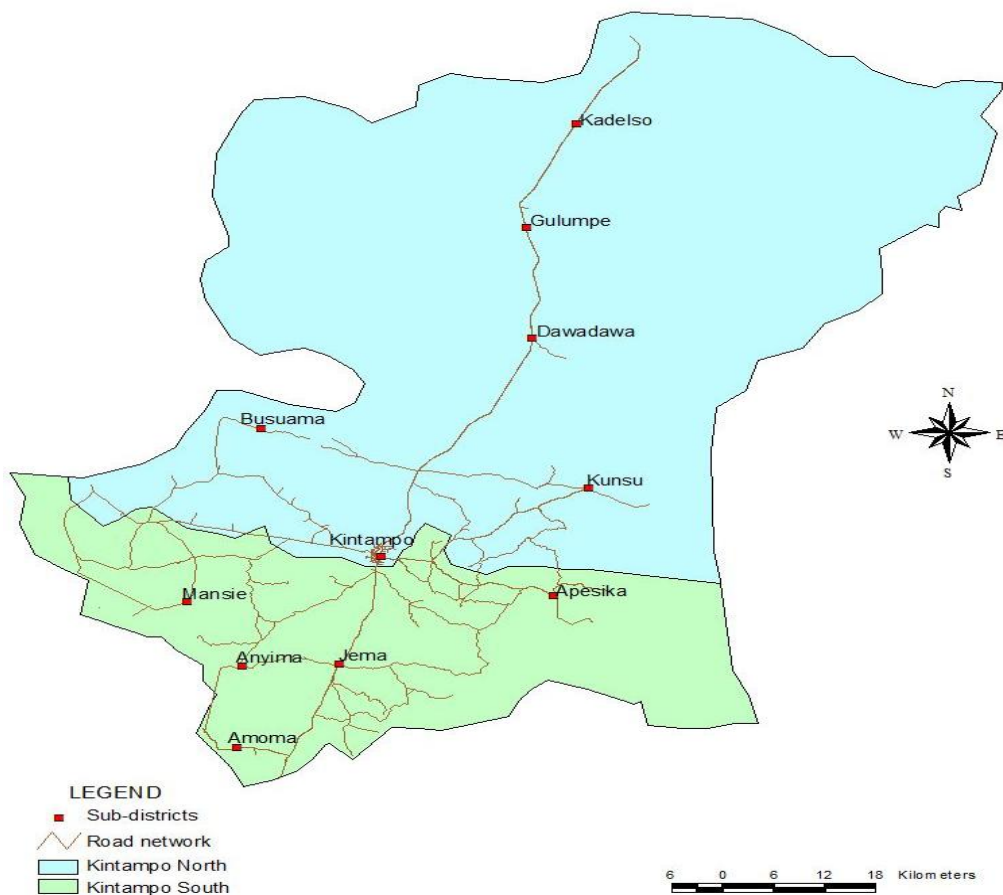 Kadelso
Gulumpe
Dawadawa
Busuama
N
W E
S
Kunsu
Kintampo
Mansie
Apesika
Anyima
Jema
Amoma
LEGEND
Sub-districts
Road network
Kintampo North
Kintampo South
6 0 6 12 18 Kilometers